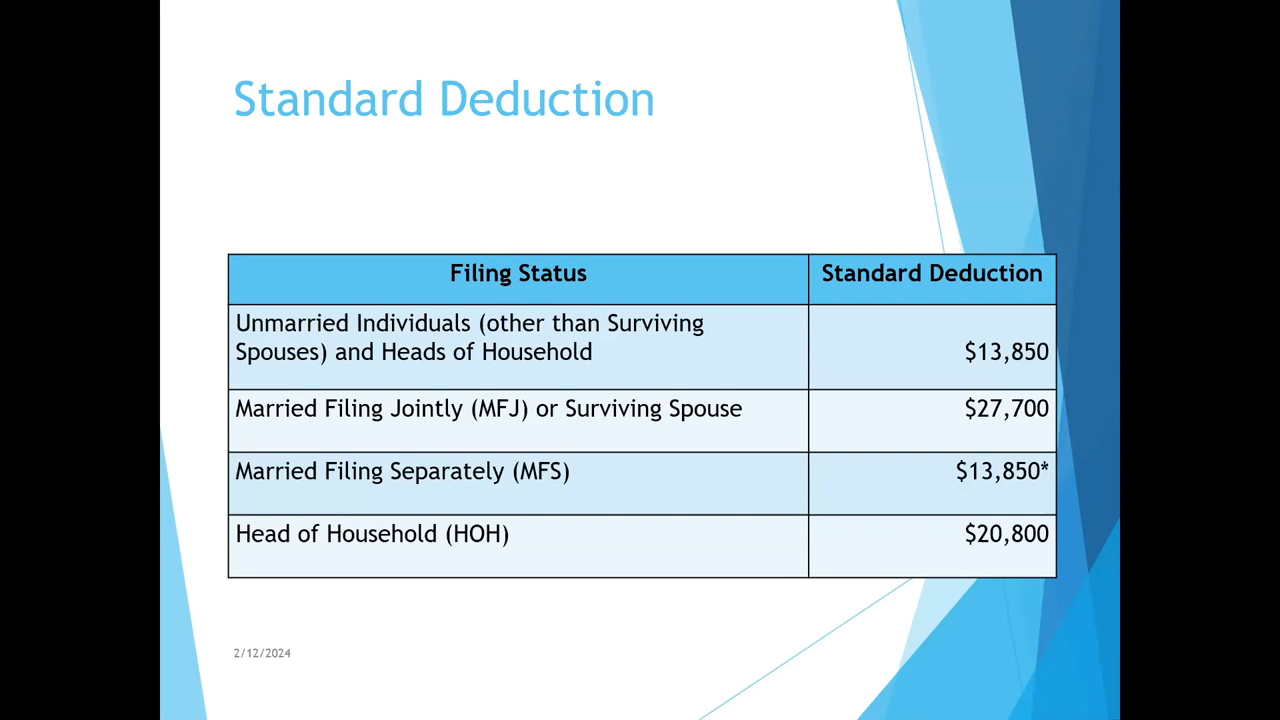 Standard Deduction
Filing Status
Standard Deduction
Unmarried Individuals (other than Surviving
Spouses) and Heads of Household
$13,850
Married Filing Jointly (MFJ) or Surviving Spouse
$27,700
Married Filing Separately (MFS)
$13,850*
Head of Household (HOH)
$20,800
2/12/2024